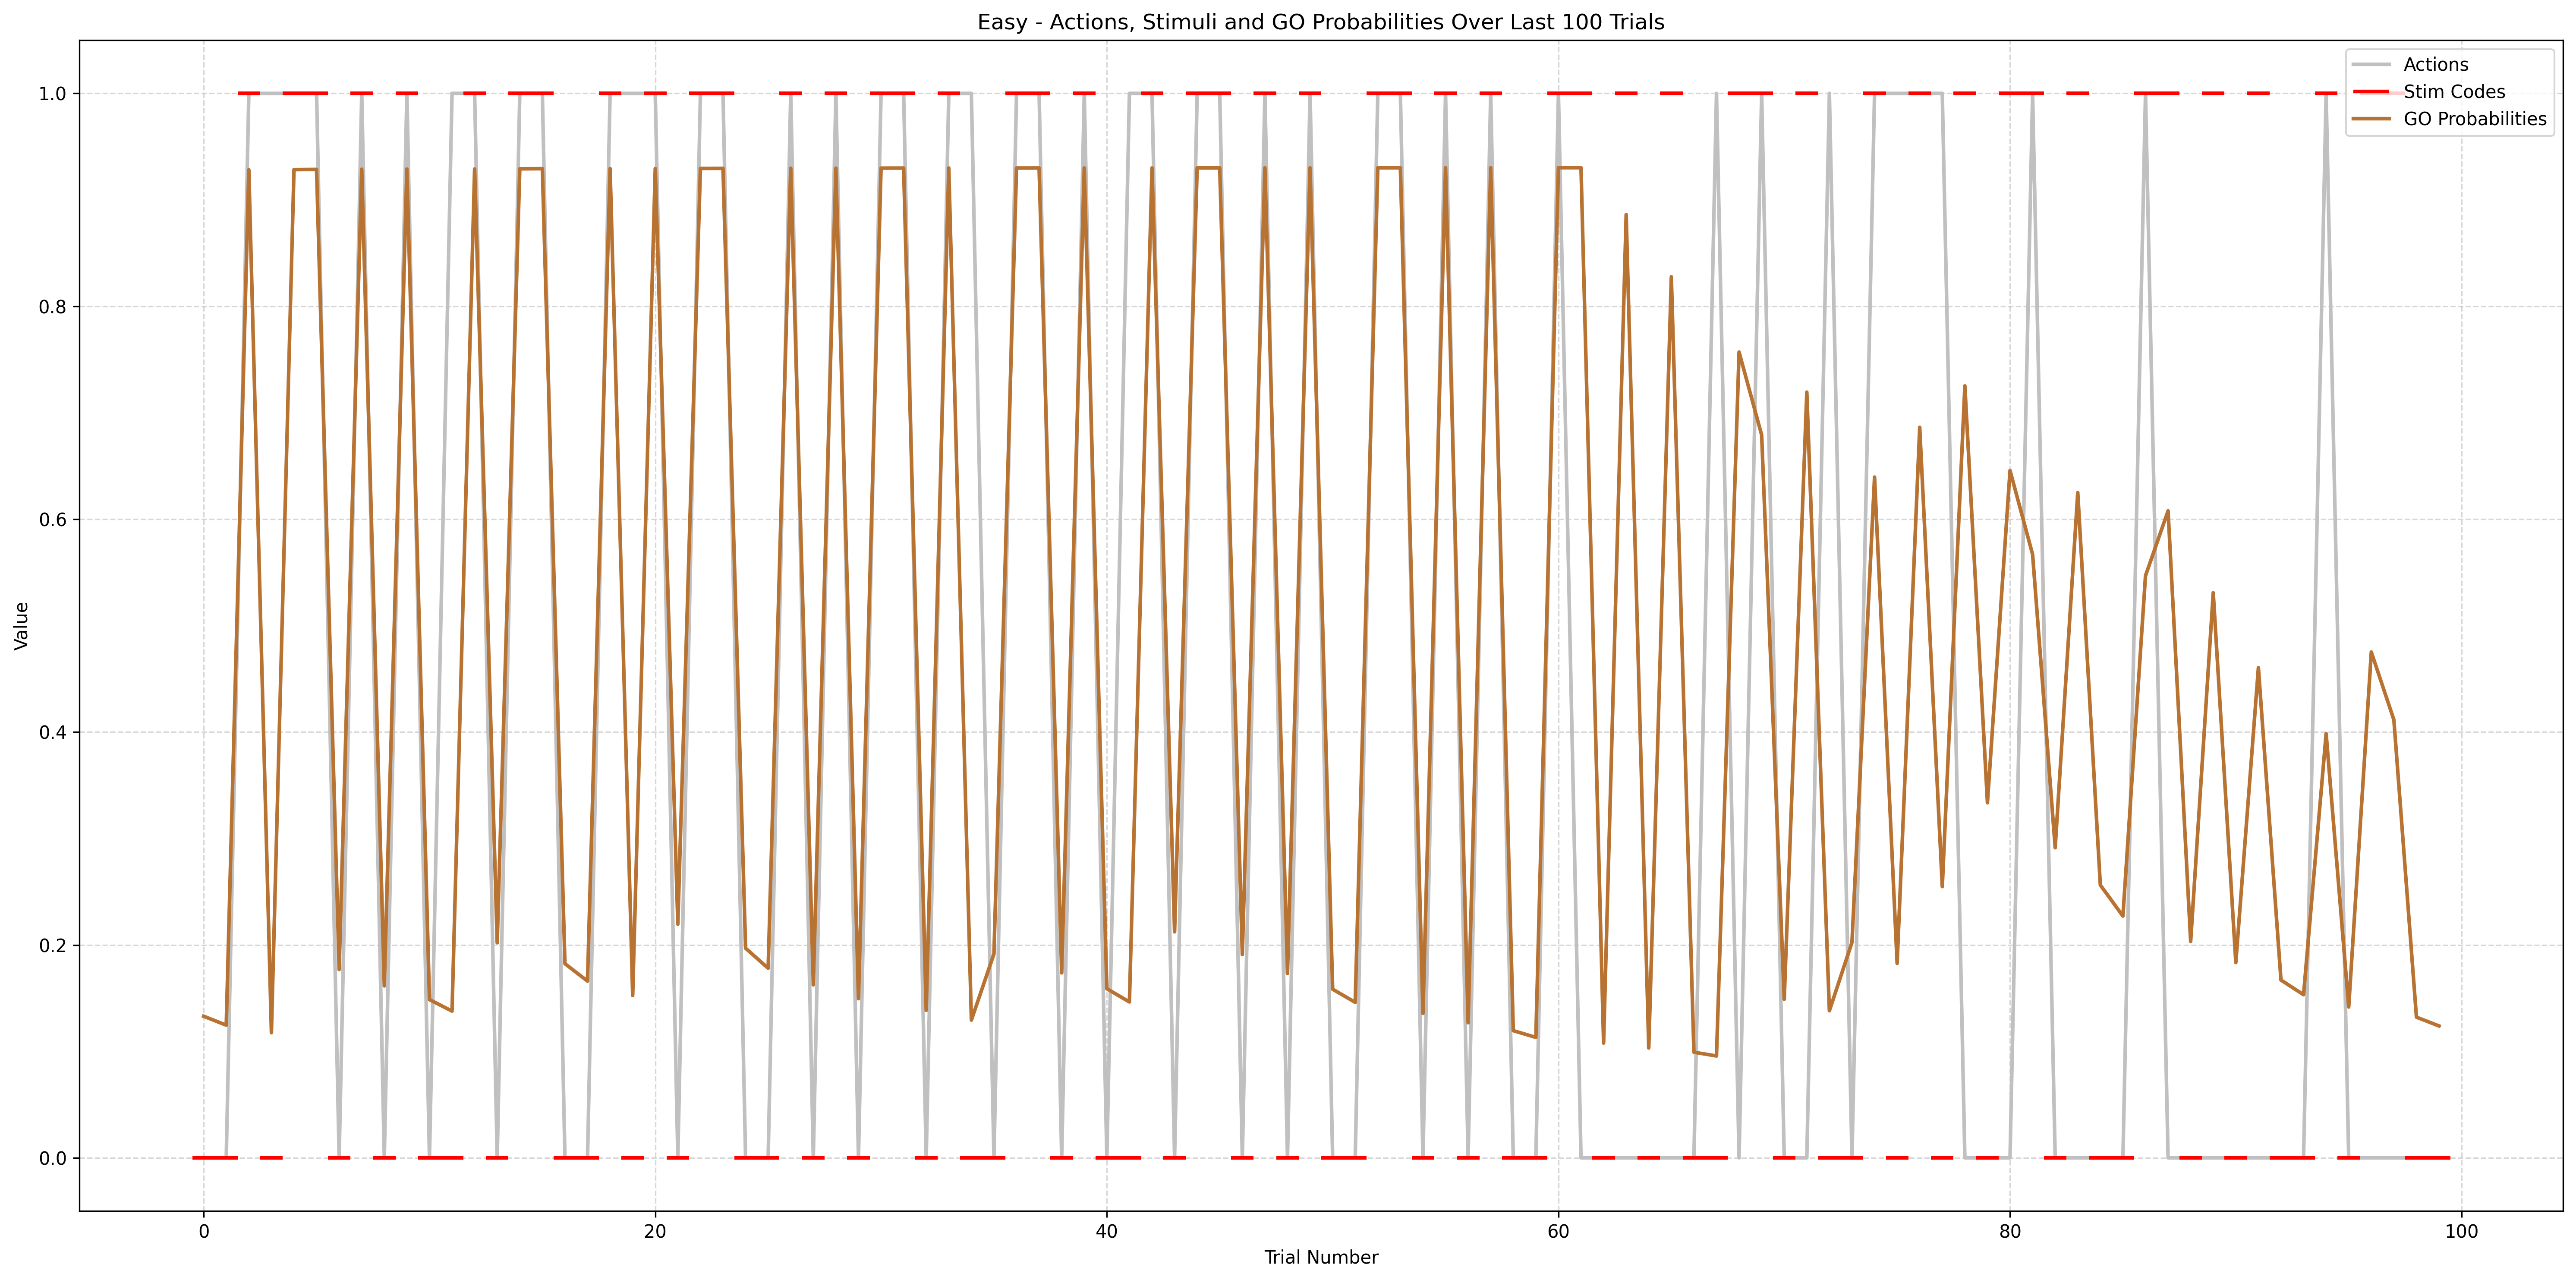 Easy - Actions, Stimuli and GO Probabilities Over Last 100 Trials
Actions
Stim Codes
GO Probabilities
1.0
0.8
0.6
0.4
0.2
0.0
Value
0
20
40
60
80
100
Trial Number